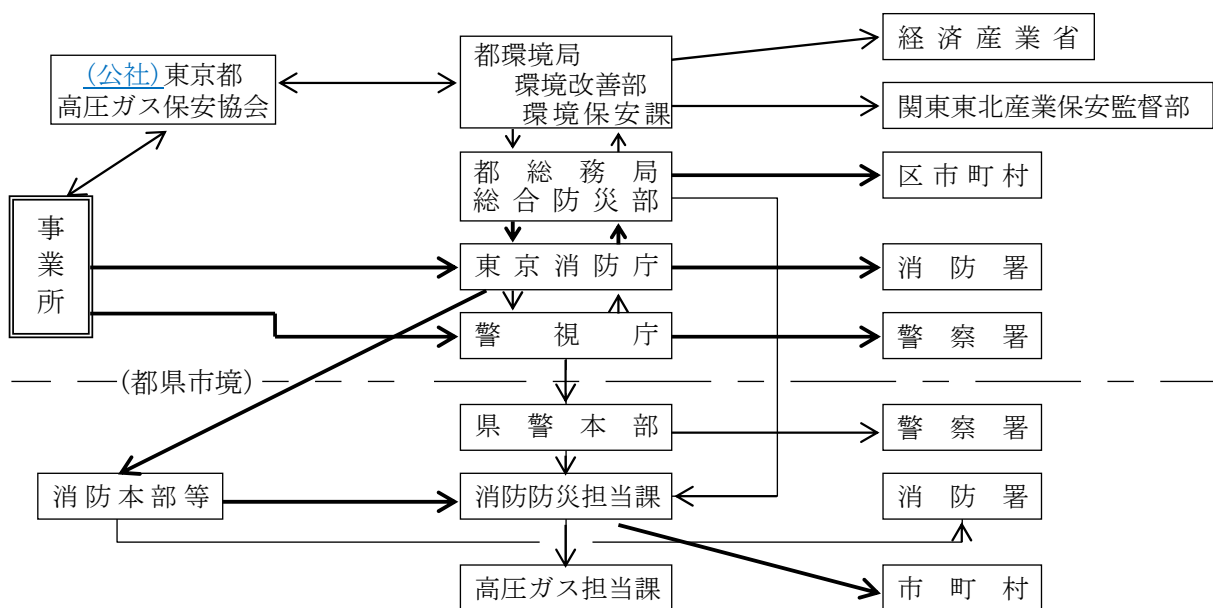 都環境局
環境改善部
環境保安課
経済産業省
(公社)東京都
高圧ガス保安協会
関東東北産業保安監督部
都総務局
総合防災部
区市町村
事業所
東京消防庁
消防署
警視庁
警察署
(都県市境)
県警本部
警察署
消防本部等
消防防災担当課
消防署
高圧ガス担当課
市町村